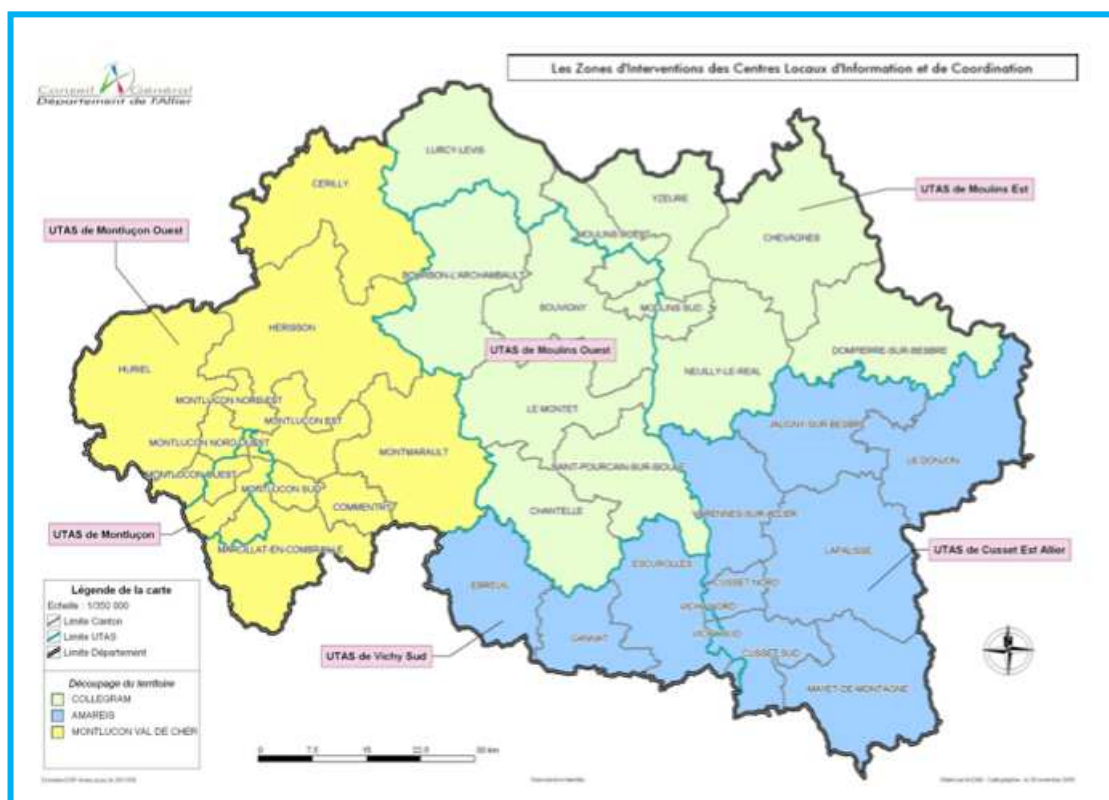 Conseil Général
Département de l'Allier
Les Zones d'Interventions des Centres Locaux d'Information et de Coordination
LURCY-LEVIS
CERILLY
YZEURE
UTAS de Moulins Est
UTAS de Montluçon Ouest
MOULINS OUEST
CHEVAGNES
BOURBON-L'ARCHAMBAULT
SOUVIGNY
MOULINS SUD
HERISSON
UTAS de Moulins Ouest
DOMPIERRE-SUR-BESBRE
HURIEL
NEUILLY-LE-REAL
MONTLUCON NORD-EST
LE MONTET
MONTLUCON EST
JALIGNY-SUR-BESBRE
MONTLUCON NORD-OUEST
MONTMARAULT
LE DONJON
MONTLUCON OUEST
SAINT-POURCAIN-SUR-SIOULE
MONTLUCON SUD
COMMENTRY
CHANTELLE
VARENNES-SUR-ALLIER
UTAS de Montluçon
LAPALISSE
UTAS de Cusset Est Allier
MARCILLAT-EN-COMBRAILLE
ESCUROLLES
EBREUIL
CUSSET NORD
Légende de la carte
Echelle : 1/350 000
Limite Canton
Limite UTAS
Limite Département
VICHY NORD
VICHY SUD
GANNAT
CUSSET SUD
UTAS de Vichy Sud
MAYET-DE-MONTAGNE
Découpage du territoire
COLLEGRAM
AMAREIS
MONTLUCON VAL DE CHER
0 7.5 15 22.5 30 km